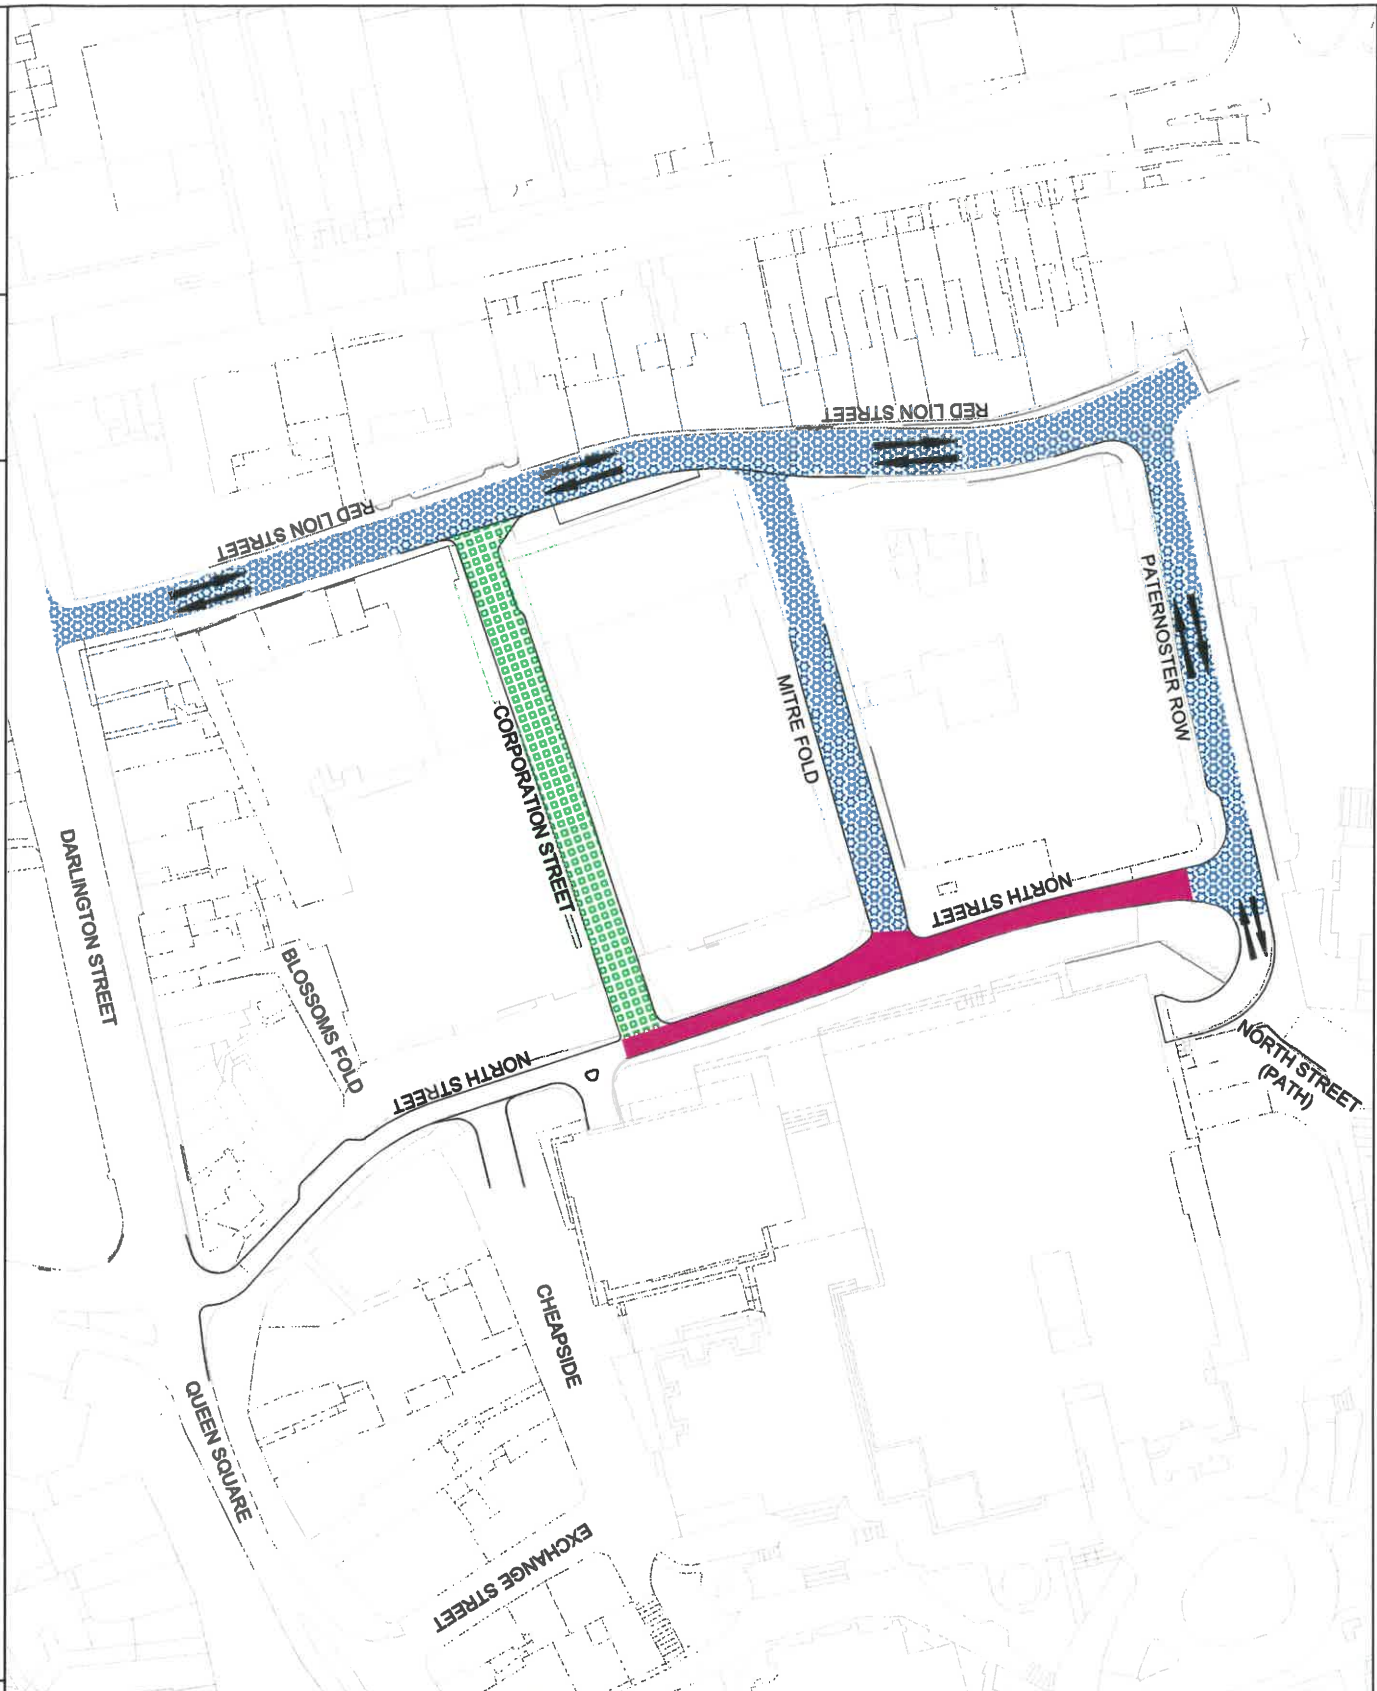 RED LION STREET
RED LION STREET
PATERNOSTER ROW
MITRE FOLD
CORPORATION STREET
DARLINGTON STREET
NORTH STREET
BLOSSOMS FOLD
NORTH STREET
NORTH STREET
(PATH)
CHEAPSIDE
QUEEN SQUARE
EXCHANGE STREET